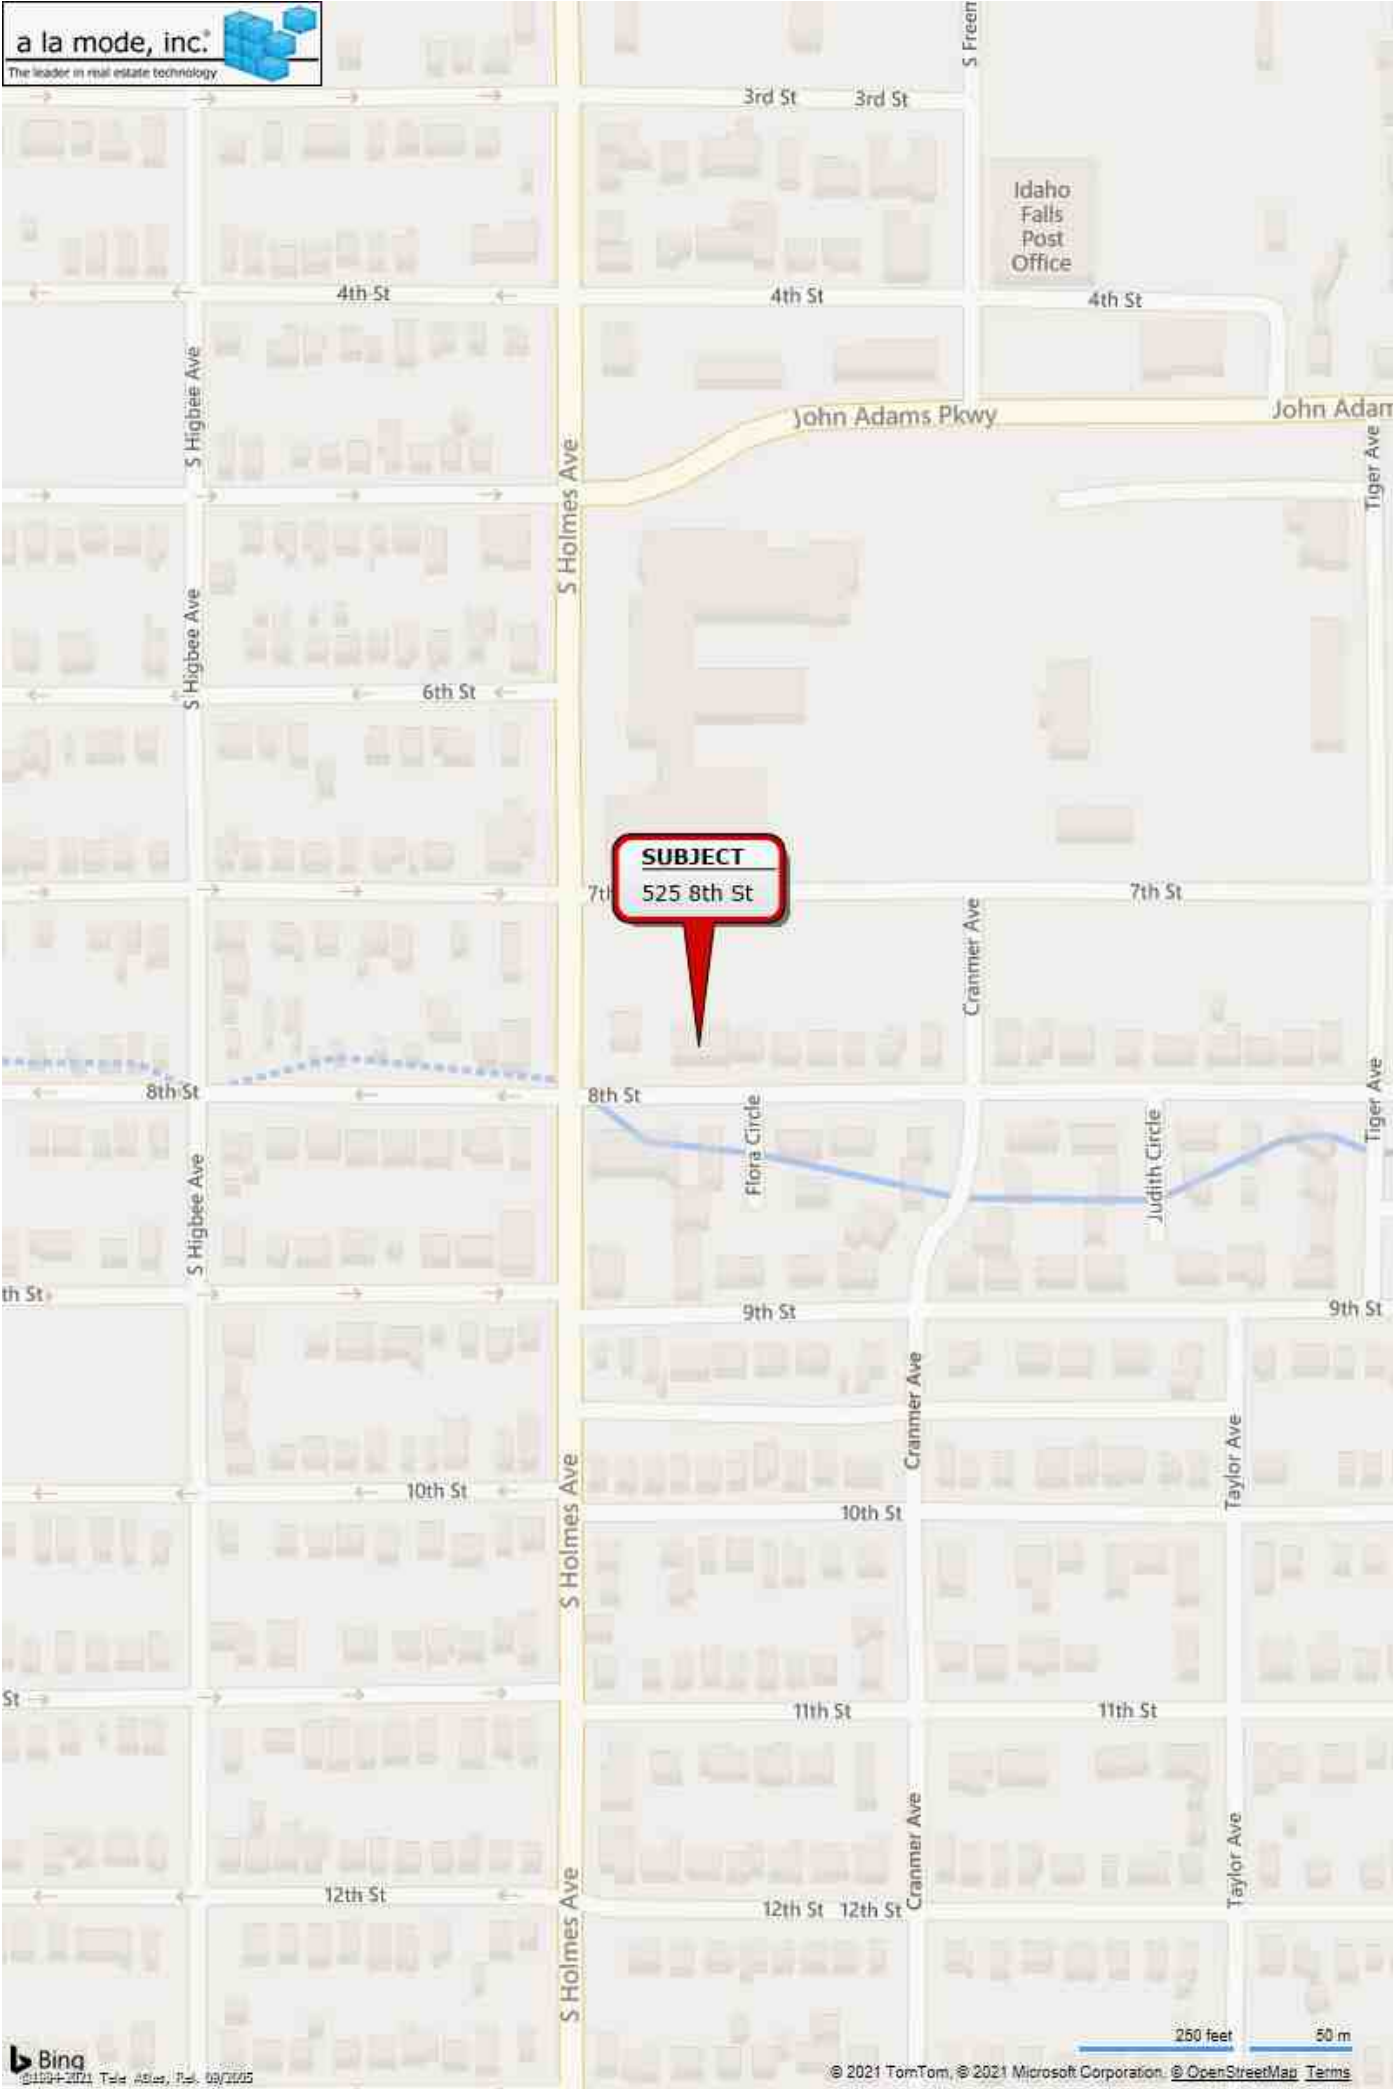 a la mode, inc.
The leader in real estate technology
S Freem
3rd St
3rd St
Idaho
Falls
Post
Office
4th St
4th St
4th St
S Higbee Ave
John Adams Pkwy
John Adam
Tiger Ave
S Holmes Ave
S Higbee Ave
6th St
SUBJECT
525 8th St
7th
7th St
Cranmer Ave
8th St
8th St
Flora Circle
Judith Circle
Tiger Ave
S Higbee Ave
th St
9th St
9th St
Cranmer Ave
Taylor Ave
S Holmes Ave
10th St
10th St
St
11th St
11th St
Cranmer Ave
Taylor Ave
S Holmes Ave
12th St
12th St
12th St
250 feet
50 m
Bing
© 2021 TomTom, © 2021 Microsoft Corporation, © OpenStreetMap Terms